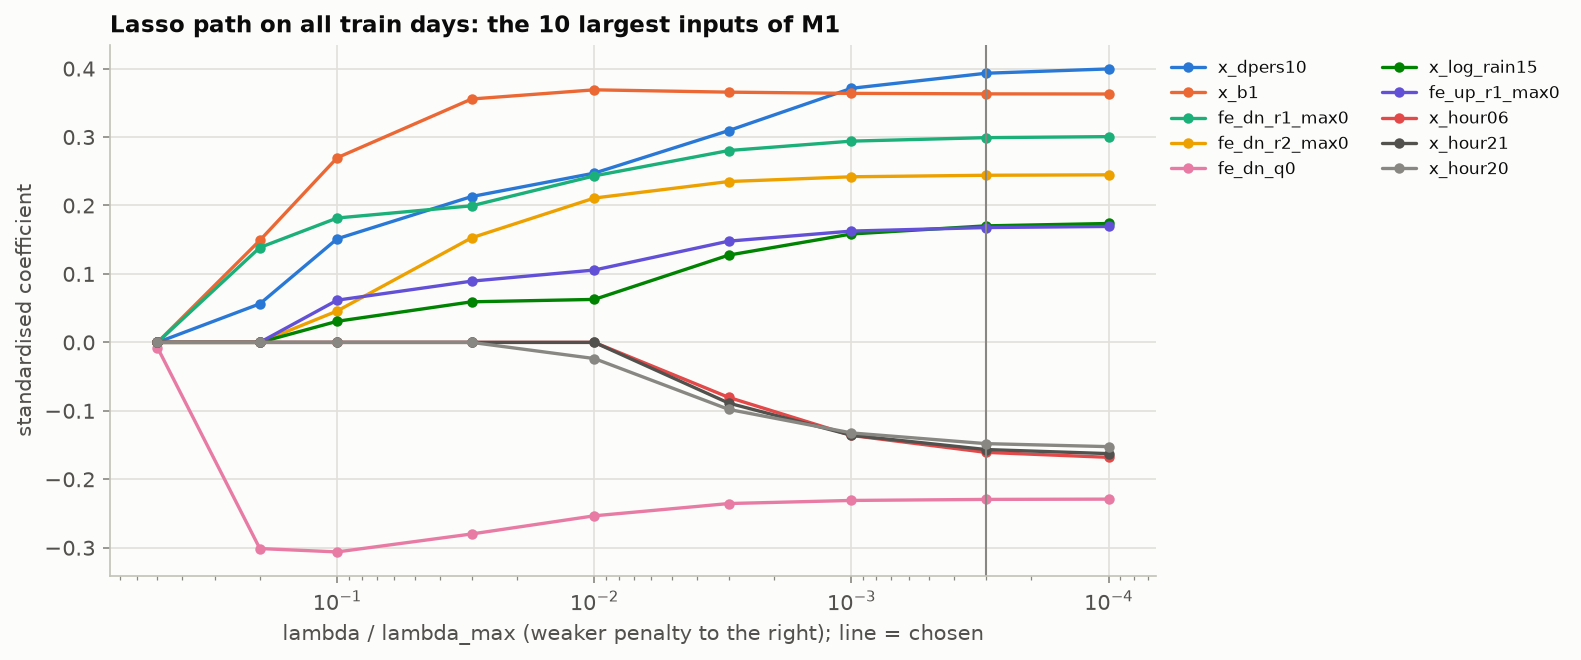 Lasso path on all train days: the 10 largest inputs of M1
0.4
0.3
0.2
0.1
0.0
−0.1
−0.2
−0.3
standardised coefficient
10⁻¹
10⁻²
10⁻³
10⁻⁴
lambda / lambda_max (weaker penalty to the right); line = chosen
x_dpers10
x_b1
fe_dn_r1_max0
fe_dn_r2_max0
fe_dn_q0
x_log_rain15
fe_up_r1_max0
x_hour06
x_hour21
x_hour20